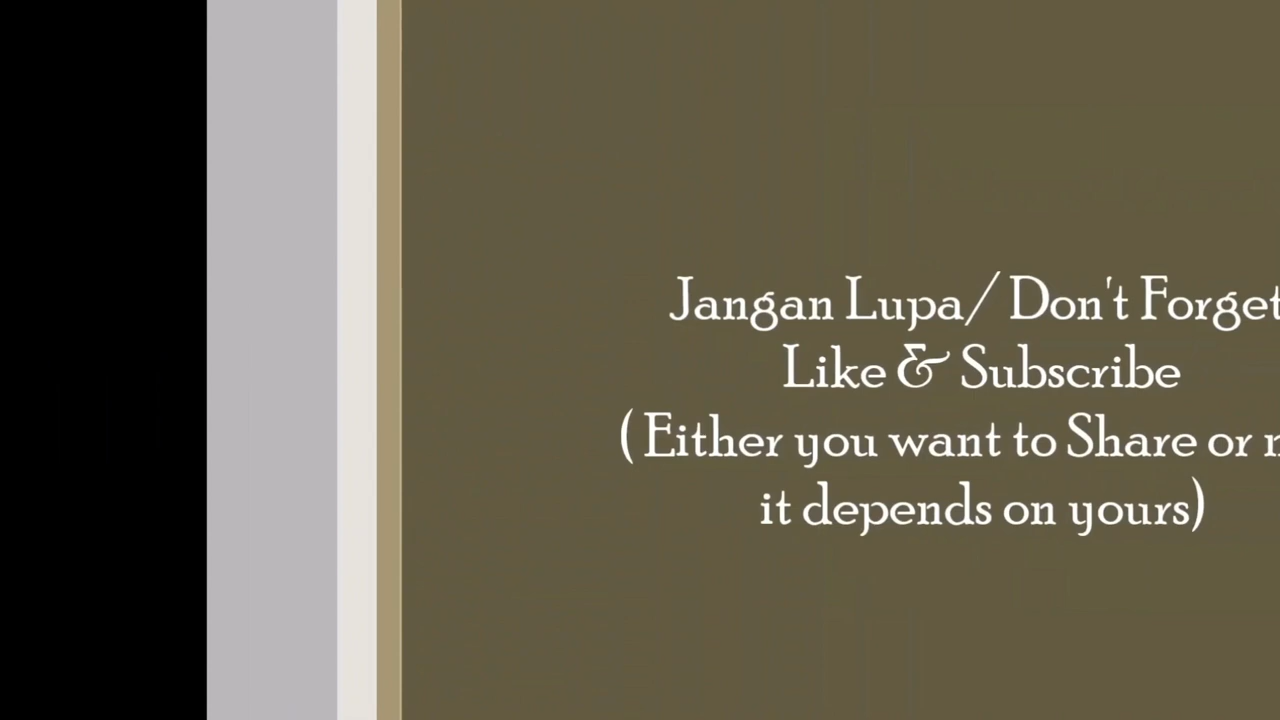 Jangan Lupa/Don't Forget
Like & Subscribe
(Either you want to Share or
it depends on yours)